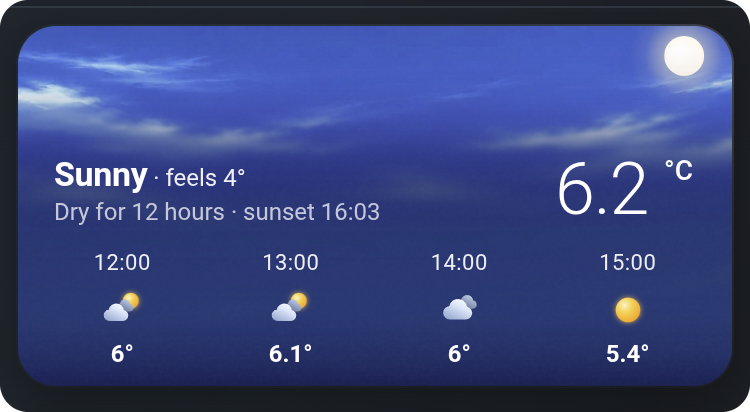 Sunny · feels 4°
6.2 °C
Dry for 12 hours · sunset 16:03
12:00 13:00 14:00 15:00
6° 6.1° 6° 5.4°